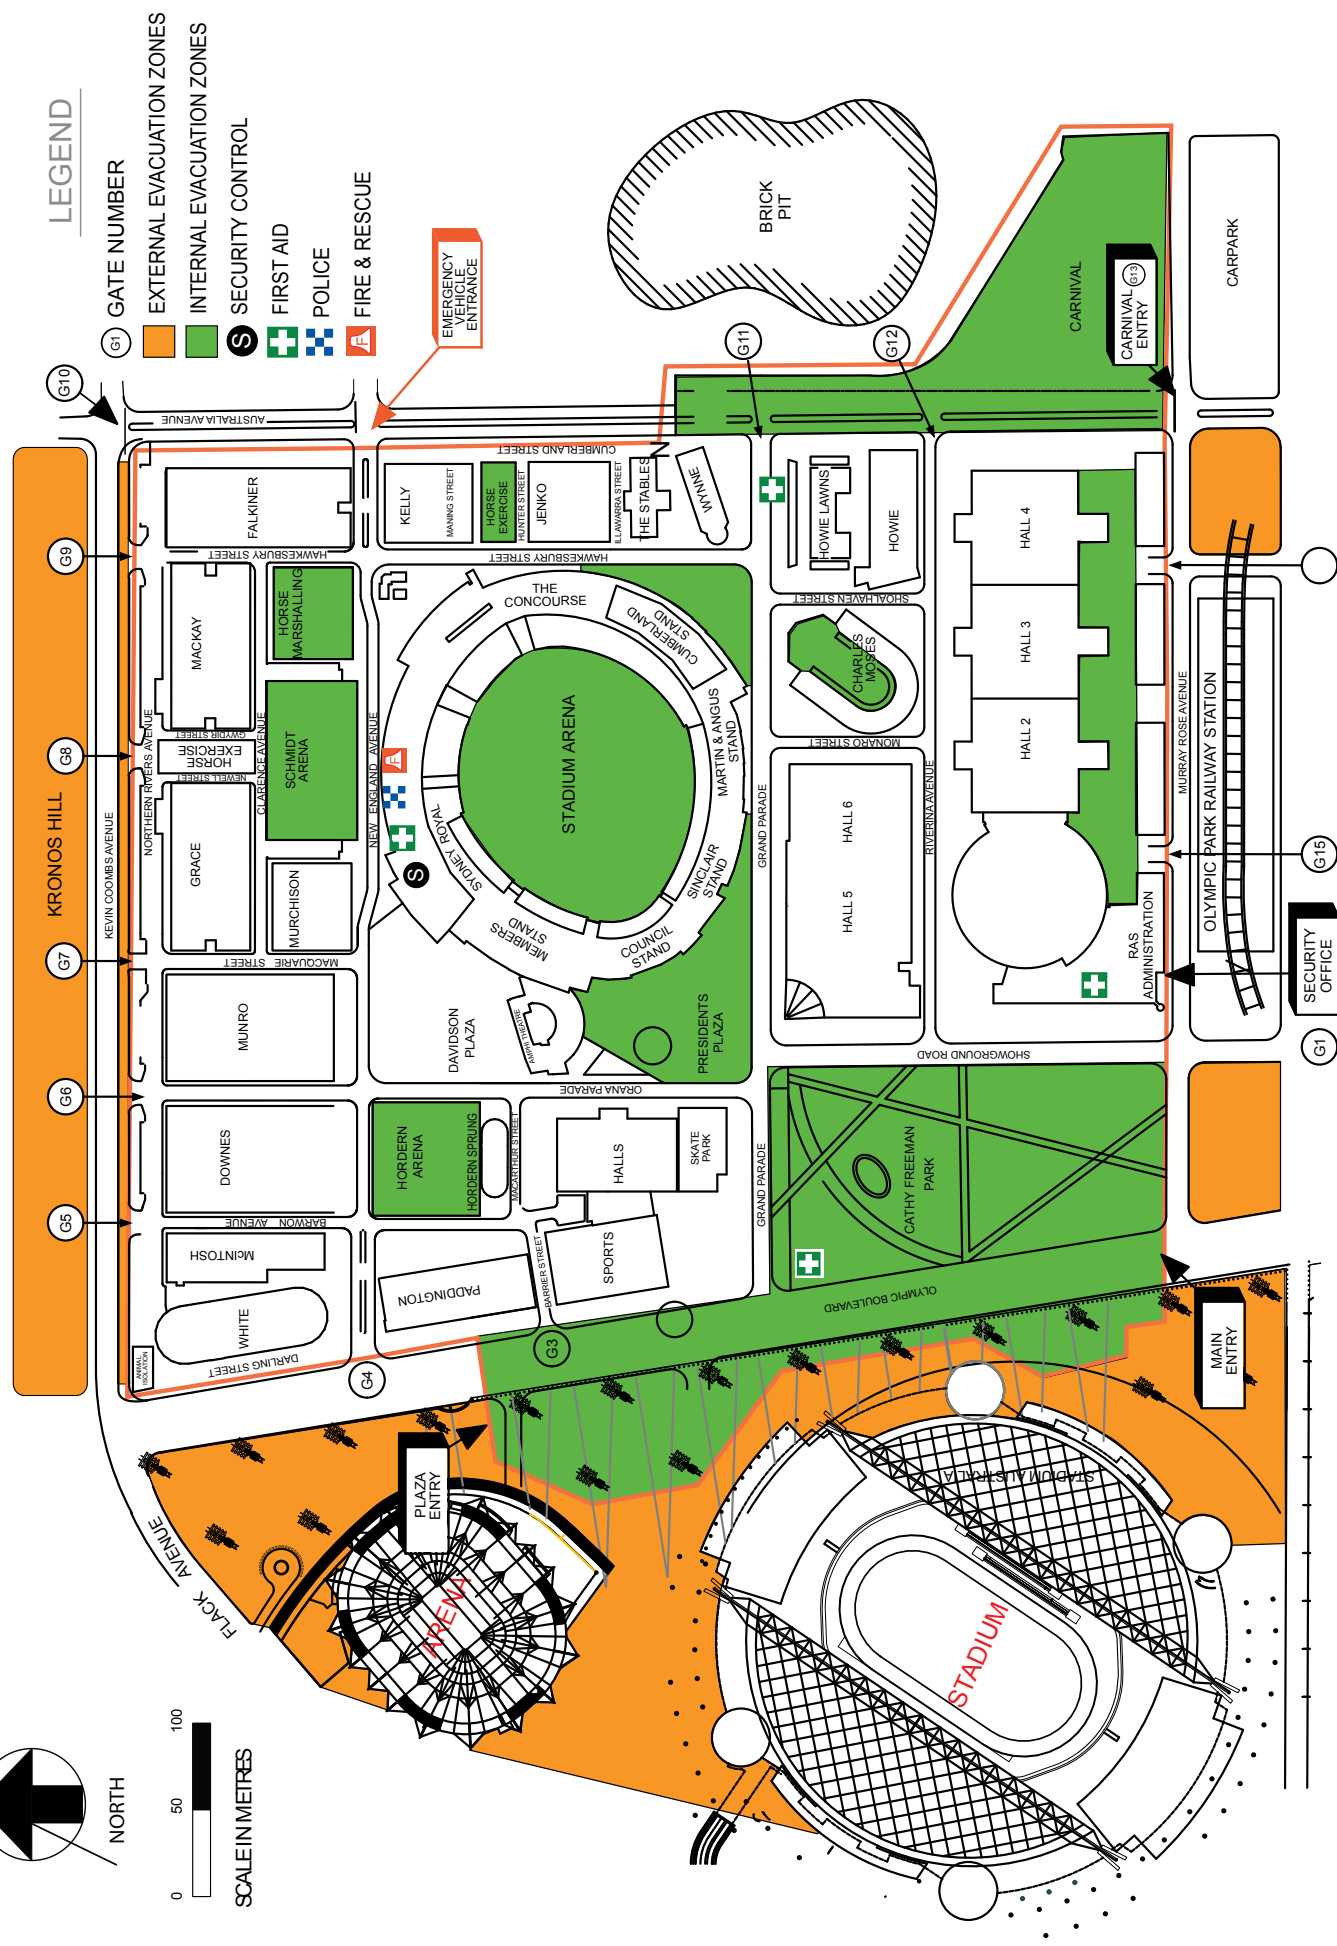 LEGEND
G1
GATE NUMBER
EXTERNAL EVACUATION ZONES
INTERNAL EVACUATION ZONES
S
SECURITY CONTROL
FIRST AID
POLICE
F
FIRE & RESCUE
NORTH
0
50
100
SCALE IN METRES
KRONOS HILL
KEVIN COOMBS AVENUE
G5
G6
G7
G8
G9
G10
AUSTRALIA AVENUE
EMERGENCY
VEHICLE
ENTRANCE
NORTHERN RIVERS AVENUE
ANIMAL
ISOLATION
WHITE
DARLING STREET
McINTOSH
BARWON AVENUE
DOWNES
MUNRO
MACQUARIE STREET
GRACE
MURCHISON
NEWELL STREET
HORSE
EXERCISE
GWYDIR STREET
CLARENCE AVENUE
MACKAY
SCHMIDT
ARENA
HORSE
MARSHALLING
HAWKESBURY STREET
FALKINER
NEW ENGLAND AVENUE
KELLY
MANING STREET
HORSE
EXERCISE
HUNTER STREET
JENKO
ILLAWARRA STREET
THE STABLES
WYNNE
CUMBERLAND STREET
HAWKESBURY STREET
N
FLACK AVENUE
G4
G3
PLAZA
ENTRY
ARENA
PADDINGTON
BARRIER STREET
HORDERN
ARENA
HORDERN SPRUNG
MACARTHUR STREET
SPORTS
HALLS
SKATE
PARK
ORANA PARADE
DAVIDSON
PLAZA
AMPHITHEATRE
PRESIDENTS
PLAZA
S
F
SYDNEY ROYAL
MEMBERS
STAND
COUNCIL
STAND
SINCLAIR
STAND
MARTIN & ANGUS
STAND
CUMBERLAND
STAND
THE
CONCOURSE
STADIUM ARENA
GRAND PARADE
GRAND PARADE
G11
G12
BRICK
PIT
HOWIE LAWNS
HOWIE
SHOALHAVEN STREET
CHARLES
MOSES
MONARO STREET
HALL 5
HALL 6
RIVERINA AVENUE
HALL 2
HALL 3
HALL 4
RAS
ADMINISTRATION
SHOWGROUND ROAD
CATHY FREEMAN
PARK
OLYMPIC BOULEVARD
CARNIVAL
CARNIVAL
ENTRY
G13
CARPARK
MURRAY ROSE AVENUE
OLYMPIC PARK RAILWAY STATION
G15
SECURITY
OFFICE
G1
MAIN
ENTRY
STADIUM AUSTRALIA
STADIUM